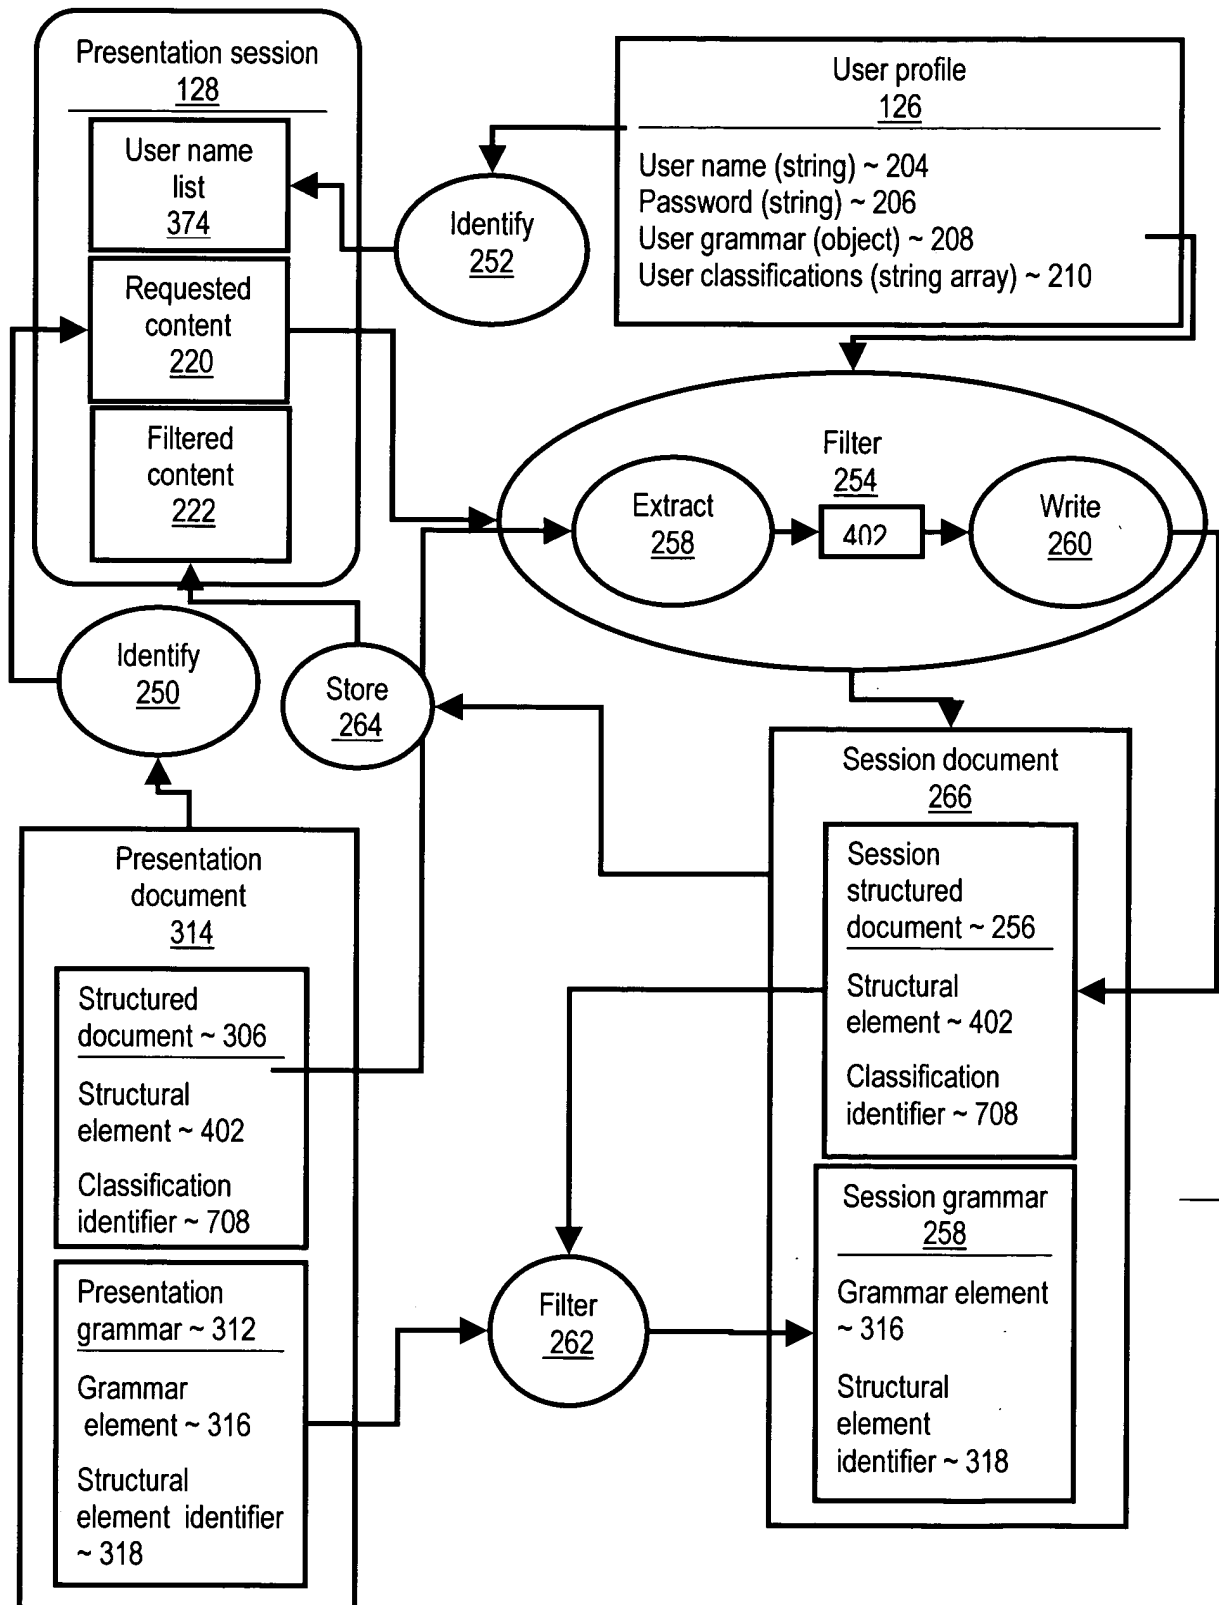 Presentation session
128
User name
list
374
Requested
content
220
Filtered
content
222
User profile
126
User name (string) ~ 204
Password (string) ~ 206
User grammar (object) ~ 208
User classifications (string array) ~ 210
Identify
252
Filter
254
Extract
258
402
Write
260
Identify
250
Store
264
Session document
266
Session
structured
document ~ 256
Structural
element ~ 402
Classification
identifier ~ 708
Session grammar
258
Grammar element
~ 316
Structural
element
identifier ~ 318
Presentation
document
314
Structured
document ~ 306
Structural
element ~ 402
Classification
identifier ~ 708
Presentation
grammar ~ 312
Grammar
element ~ 316
Structural
element identifier
~ 318
Filter
262